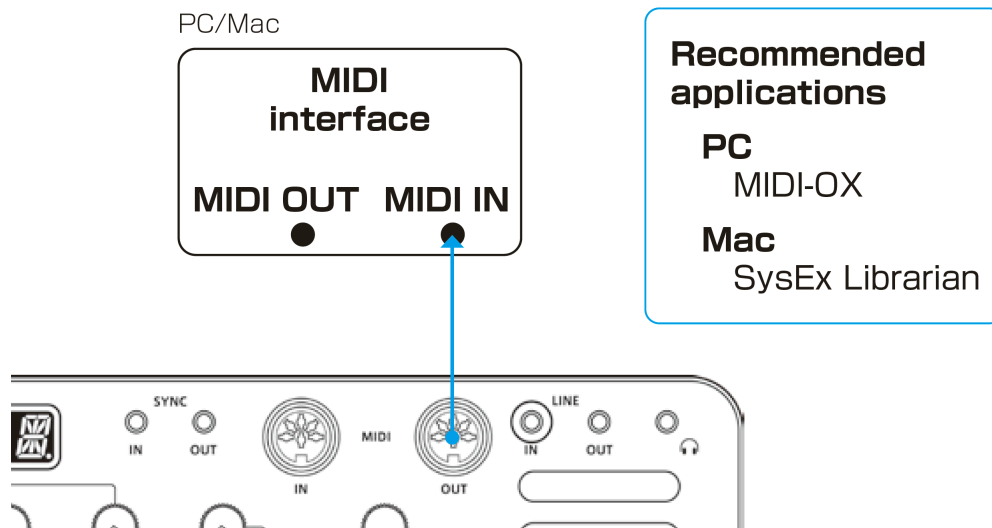 PC/Mac
MIDI
interface
MIDI OUT MIDI IN
Recommended
applications
PC
MIDI-OX
Mac
SysEx Librarian
SYNC
IN
OUT
MIDI
IN
OUT
LINE
IN
OUT